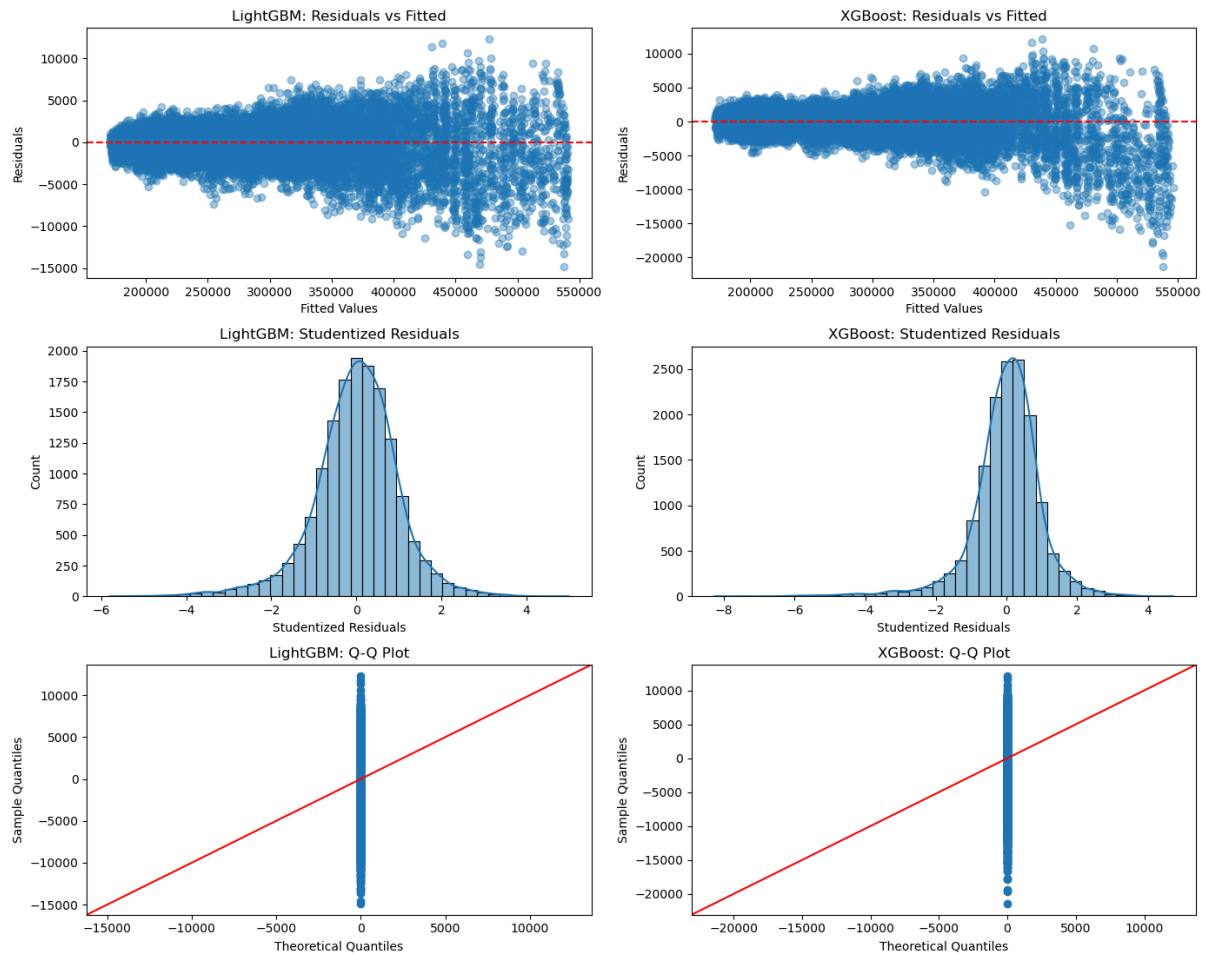 LightGBM: Residuals vs Fitted
10000
5000
0
−5000
−10000
−15000
Residuals
200000 250000 300000 350000 400000 450000 500000 550000
Fitted Values
XGBoost: Residuals vs Fitted
10000
5000
0
−5000
−10000
−15000
−20000
Residuals
200000 250000 300000 350000 400000 450000 500000 550000
Fitted Values
LightGBM: Studentized Residuals
2000
1750
1500
1250
1000
750
500
250
0
Count
−6 −4 −2 0 2 4
Studentized Residuals
XGBoost: Studentized Residuals
2500
2000
1500
1000
500
0
Count
−8 −6 −4 −2 0 2 4
Studentized Residuals
LightGBM: Q-Q Plot
10000
5000
0
−5000
−10000
−15000
Sample Quantiles
−15000 −10000 −5000 0 5000 10000
Theoretical Quantiles
XGBoost: Q-Q Plot
10000
5000
0
−5000
−10000
−15000
−20000
Sample Quantiles
−20000 −15000 −10000 −5000 0 5000 10000
Theoretical Quantiles